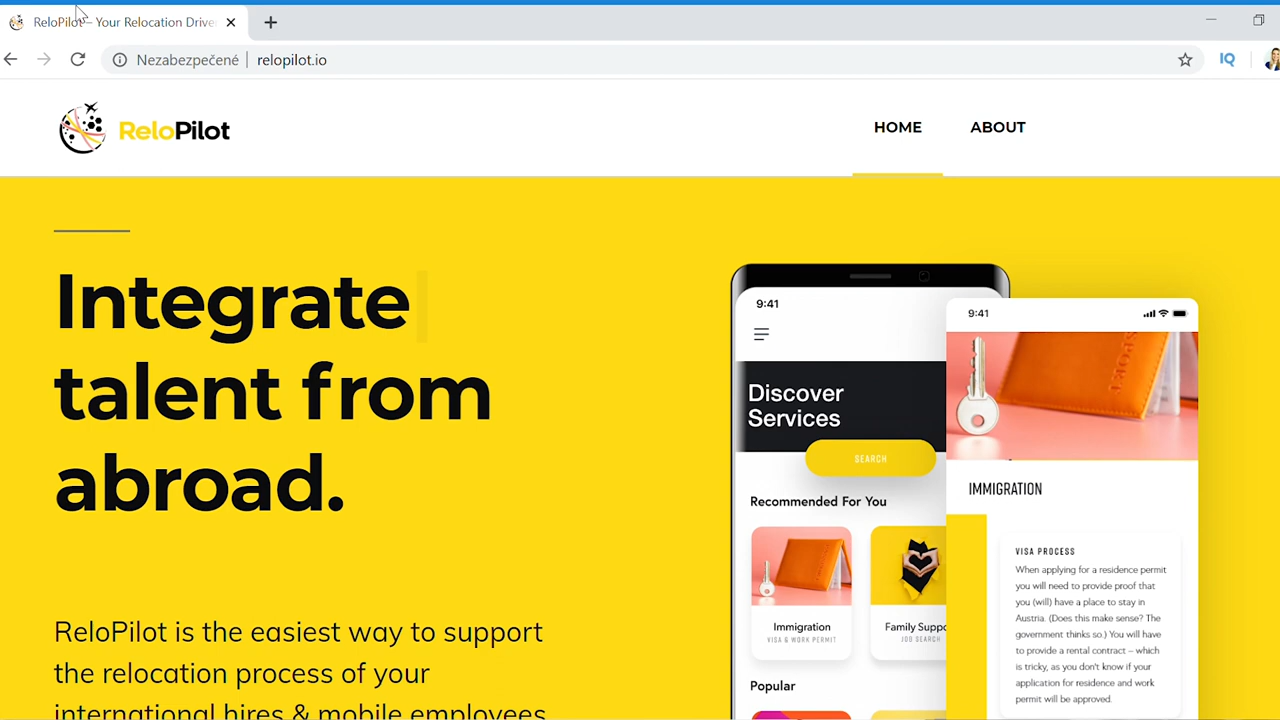 ReloPilot – Your Relocation Drive
Nezabezpečené
relopilot.io
IQ
ReloPilot
HOME
ABOUT
Integrate
talent from
abroad.
ReloPilot is the easiest way to support
the relocation process of your
international hires & mobile employees
9:41
Discover
Services
SEARCH
Recommended For You
Immigration
VISA & WORK PERMIT
Family Suppo
JOB SEARCH
Popular
9:41
IMMIGRATION
VISA PROCESS
When applying for a residence permit
you will need to provide proof that
you (will) have a place to stay in
Austria. (Does this make sense? The
government thinks so.) You will have
to provide a rental contract – which
is tricky, as you don't know if your
application for residence and work
permit will be approved.